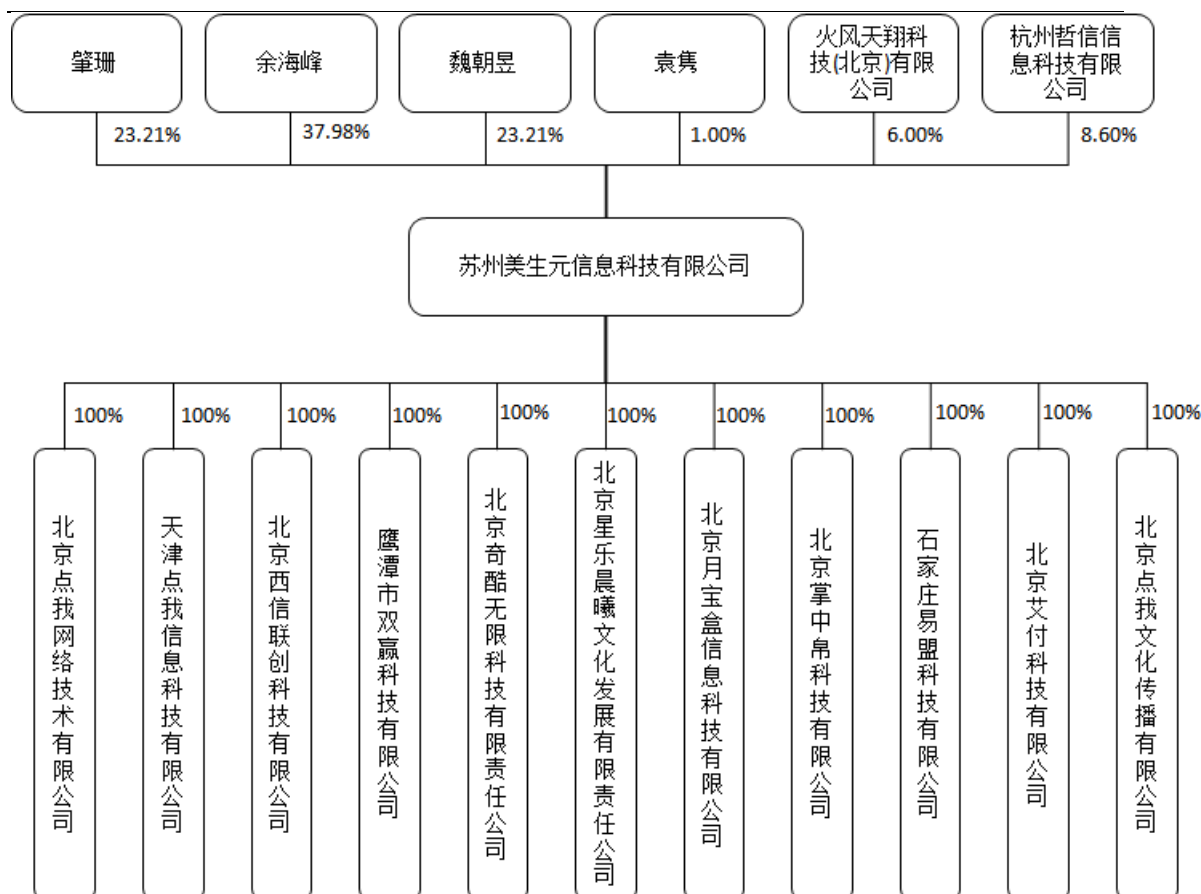 肇珊
余海峰
魏朝昱
袁隽
火风天翔科
技(北京)有限
公司
杭州哲信信
息科技有限
公司
23.21%
37.98%
23.21%
1.00%
6.00%
8.60%
苏州美生元信息科技有限公司
100%
100%
100%
100%
100%
100%
100%
100%
100%
100%
100%
北京点我网络技术有限公司
天津点我信息科技有限公司
北京西信联创科技有限公司
鹰潭市双赢科技有限公司
北京奇酷无限科技有限责任公司
北京星乐晨曦文化发展有限责任公司
北京月宝盒信息科技有限公司
北京掌中帛科技有限公司
石家庄易盟科技有限公司
北京艾付科技有限公司
北京点我文化传播有限公司